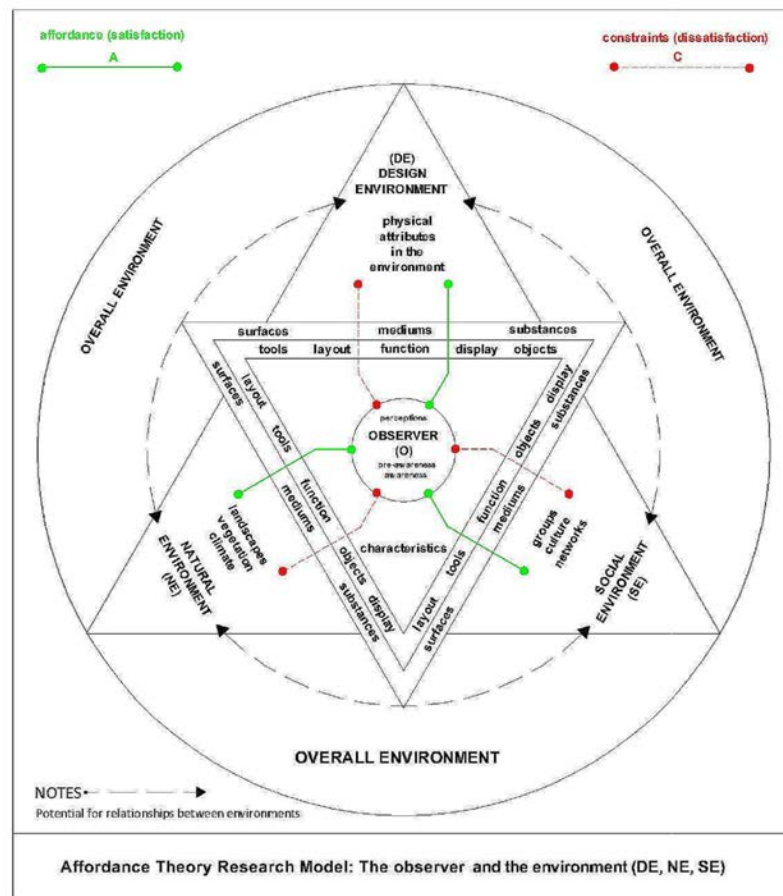 affordance (satisfaction)
A
constraints (dissatisfaction)
C
(DE)
DESIGN
ENVIRONMENT
physical
attributes
in the
environment
OVERALL ENVIRONMENT
OVERALL ENVIRONMENT
surfaces mediums substances
tools layout function display objects
surfaces mediums substances
layout tools function objects display
display objects function tools layout
substances mediums surfaces
perceptions
OBSERVER
(O)
pre-awareness
awareness
characteristics
landscapes
vegetation
climate
NATURAL
ENVIRONMENT
(NE)
groups
culture
networks
SOCIAL
ENVIRONMENT
(SE)
OVERALL ENVIRONMENT
NOTES
Potential for relationships between environments
Affordance Theory Research Model: The observer and the environment (DE, NE, SE)